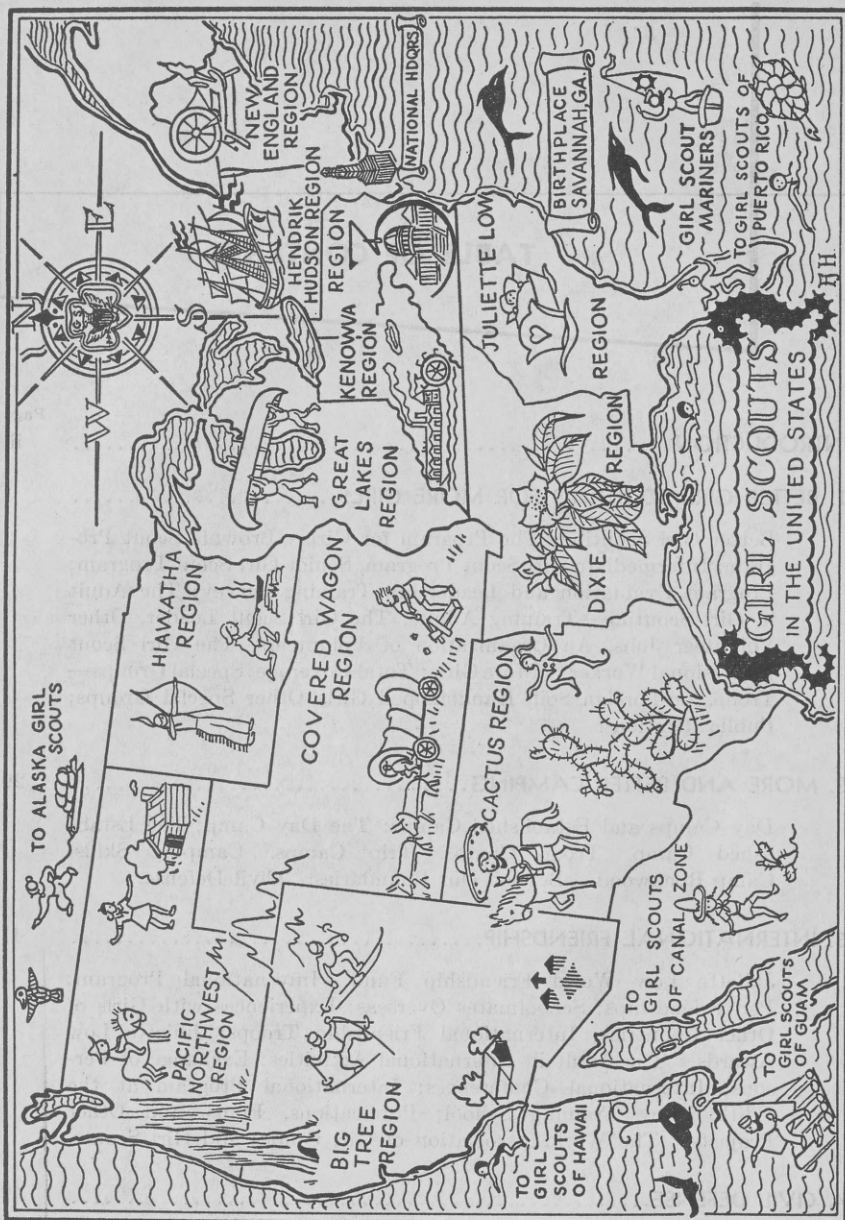 TO ALASKA GIRL
SCOUTS
N
W
E
S
PACIFIC
NORTHWEST
REGION
HIAWATA
REGION
NEW
ENGLAND
REGION
HENDRIK
HUDSON REGION
NATIONAL HDQRS.
COVERED WAGON
REGION
GREAT
LAKES
REGION
KENOWVA
REGION
REGION
BIG
TREE
REGION
CACTUS REGION
JULIETTE LOW
REGION
BIRTHPLACE
SAVANNAH, GA.
DIXIE
REGION
TO
GIRL
SCOUTS
OF HAWAII
TO
GIRL SCOUTS
OF CANAL ZONE
TO
GIRL SCOUTS
OF GUAM
GIRL SCOUT
MARINERS
TO GIRL SCOUTS OF
PUERTO RICO
GIRL SCOUTS
IN THE UNITED STATES